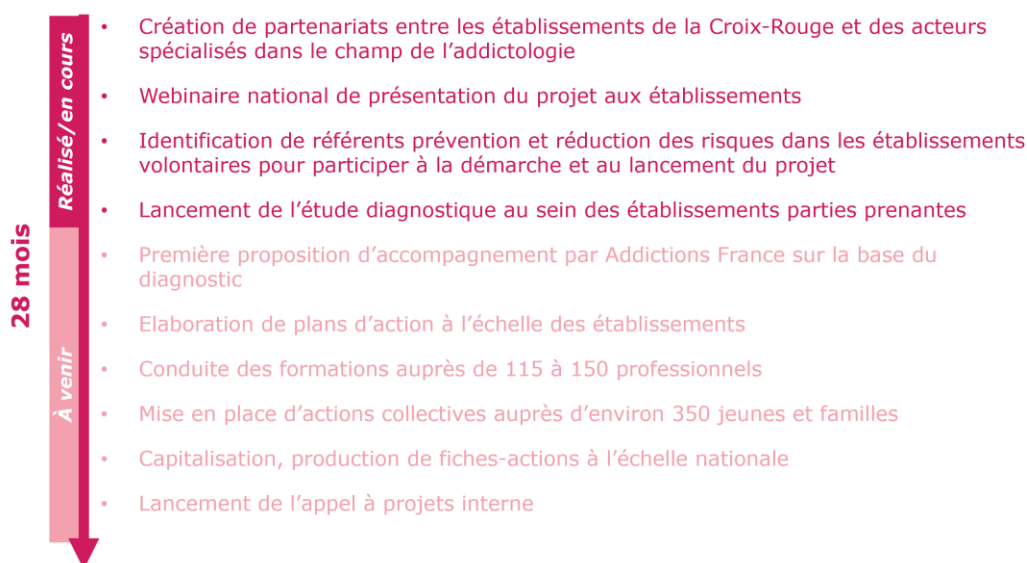 28 mois
Réalisé/en cours
• Création de partenariats entre les établissements de la Croix-Rouge et des acteurs
spécialisés dans le champ de l’addictologie
• Webinaire national de présentation du projet aux établissements
• Identification de référents prévention et réduction des risques dans les établissements
volontaires pour participer à la démarche et au lancement du projet
• Lancement de l’étude diagnostique au sein des établissements parties prenantes
À venir
• Première proposition d’accompagnement par Addictions France sur la base du
diagnostic
• Elaboration de plans d’action à l’échelle des établissements
• Conduite des formations auprès de 115 à 150 professionnels
• Mise en place d’actions collectives auprès d’environ 350 jeunes et familles
• Capitalisation, production de fiches-actions à l’échelle nationale
• Lancement de l’appel à projets interne